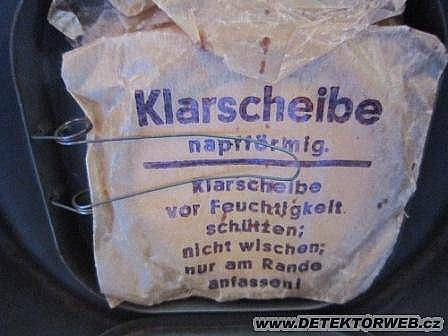 Klarscheibe
napfförmig.
Klarscheibe
vor Feuchtigkeit
schützen;
nicht wischen;
nur am Rande
anfassen!
www.DETEKTORWEB.cz